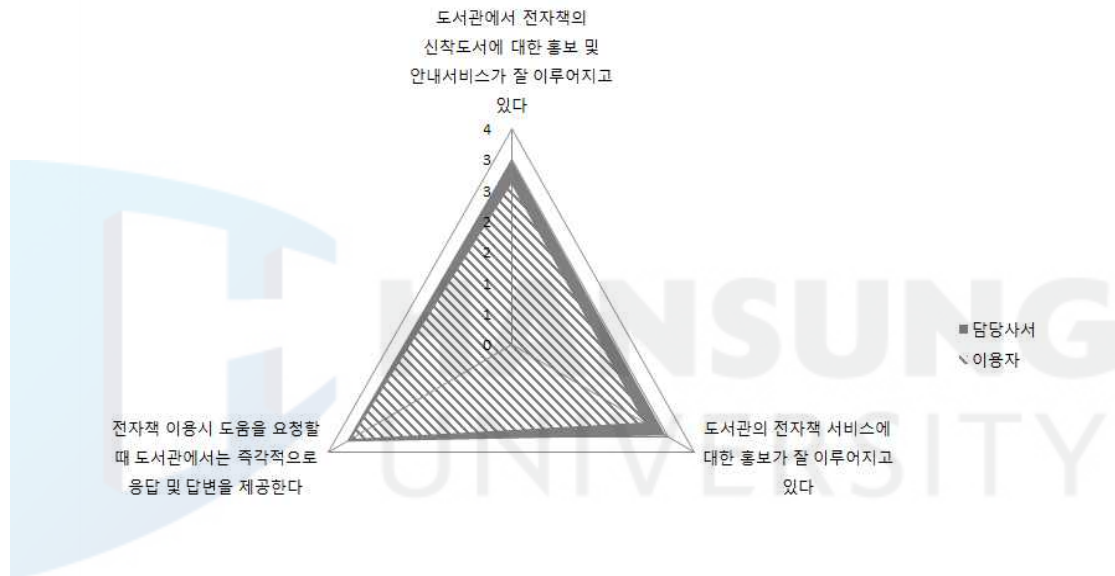 도서관에서 전자책의
신착도서에 대한 홍보 및
안내서비스가 잘 이루어지고
있다
4
3
3
2
2
1
1
0
담당사서
이용자
전자책 이용시 도움을 요청할
때 도서관에서는 즉각적으로
응답 및 답변을 제공한다
도서관의 전자책 서비스에
대한 홍보가 잘 이루어지고
있다
HANSUNG
UNIVERSITY